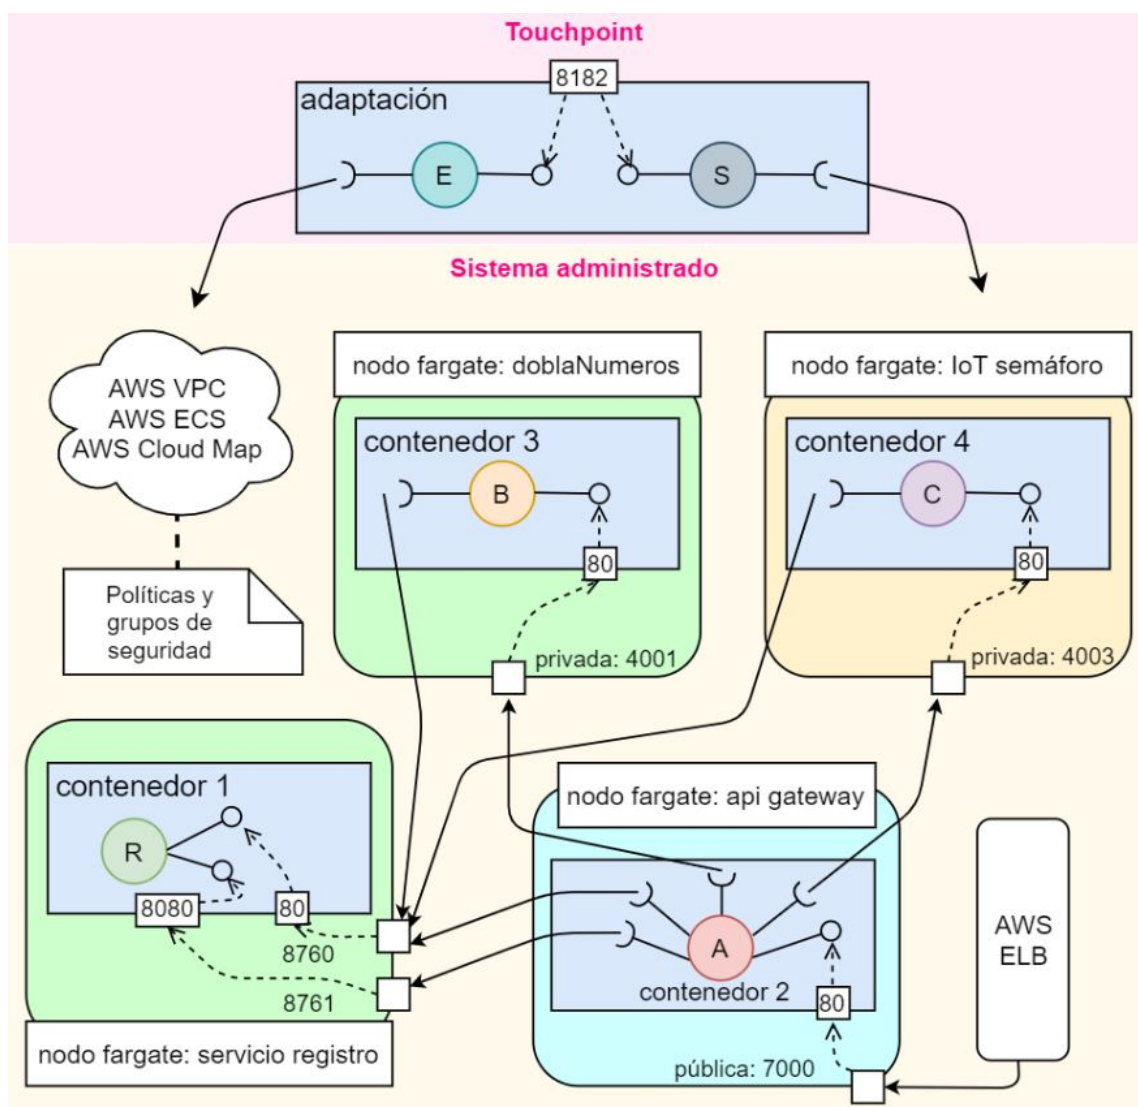 Touchpoint
8182
adaptación
E
S
Sistema administrado
AWS VPC
AWS ECS
AWS Cloud Map
Políticas y
grupos de
seguridad
nodo fargate: doblaNumeros
contenedor 3
B
80
privada: 4001
nodo fargate: IoT semáforo
contenedor 4
C
80
privada: 4003
contenedor 1
R
8080
80
8760
8761
nodo fargate: servicio registro
nodo fargate: api gateway
A
contenedor 2
80
pública: 7000
AWS
ELB